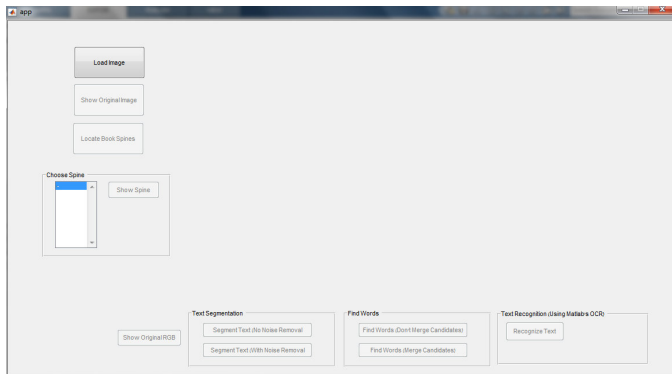 app
Load Image
Show Original Image
Locate Book Spines
Choose Spine
Show Spine
Text Segmentation
Find Words
Text Recognition (Using Matlab's OCR)
Show Original RGB
Segment Text (No Noise Removal
Find Words (Don't Merge Candidates)
Recognize Text
Segment Text (With Noise Removal
Find Words (Merge Candidates)